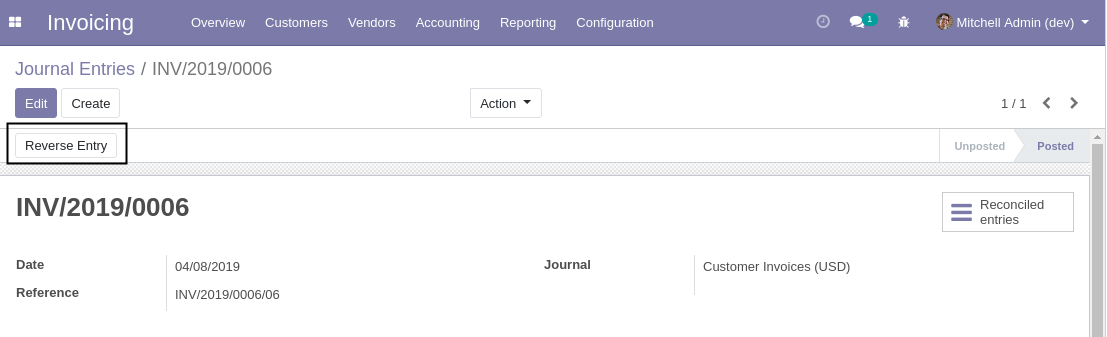 Invoicing Overview Customers Vendors Accounting Reporting Configuration 1 Mitchell Admin (dev)
Journal Entries / INV/2019/0006
Edit Create Action 1 / 1
Reverse Entry Unposted Posted
INV/2019/0006
Reconciled entries
Date 04/08/2019 Journal Customer Invoices (USD)
Reference INV/2019/0006/06